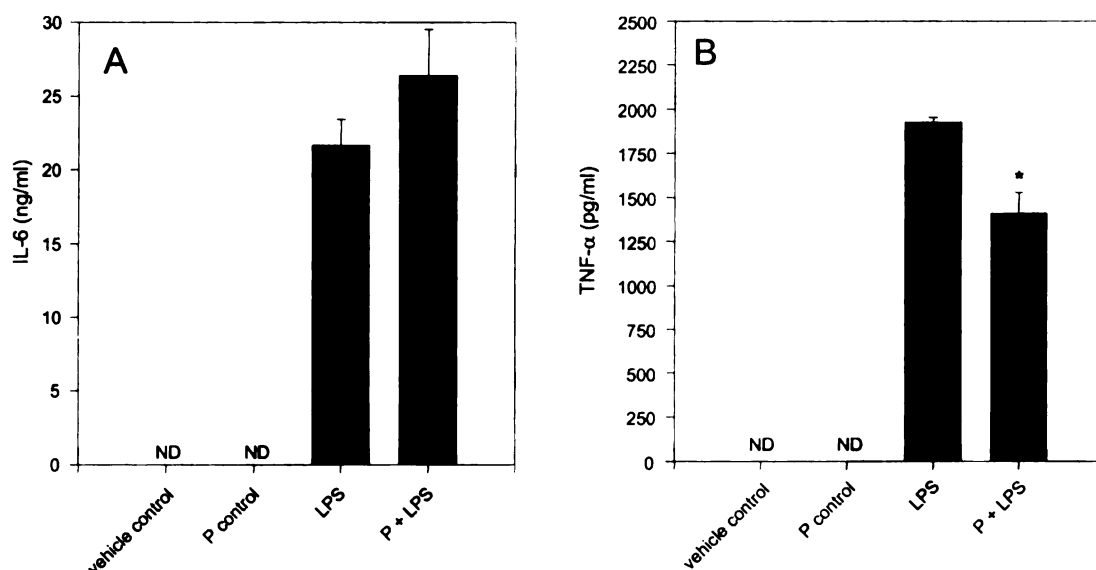 A
IL-6 (ng/ml)
30
25
20
15
10
5
0
ND
ND
vehicle control
P control
LPS
P + LPS
B
TNF-α (pg/ml)
2500
2250
2000
1750
1500
1250
1000
750
500
250
0
ND
ND
*
vehicle control
P control
LPS
P + LPS